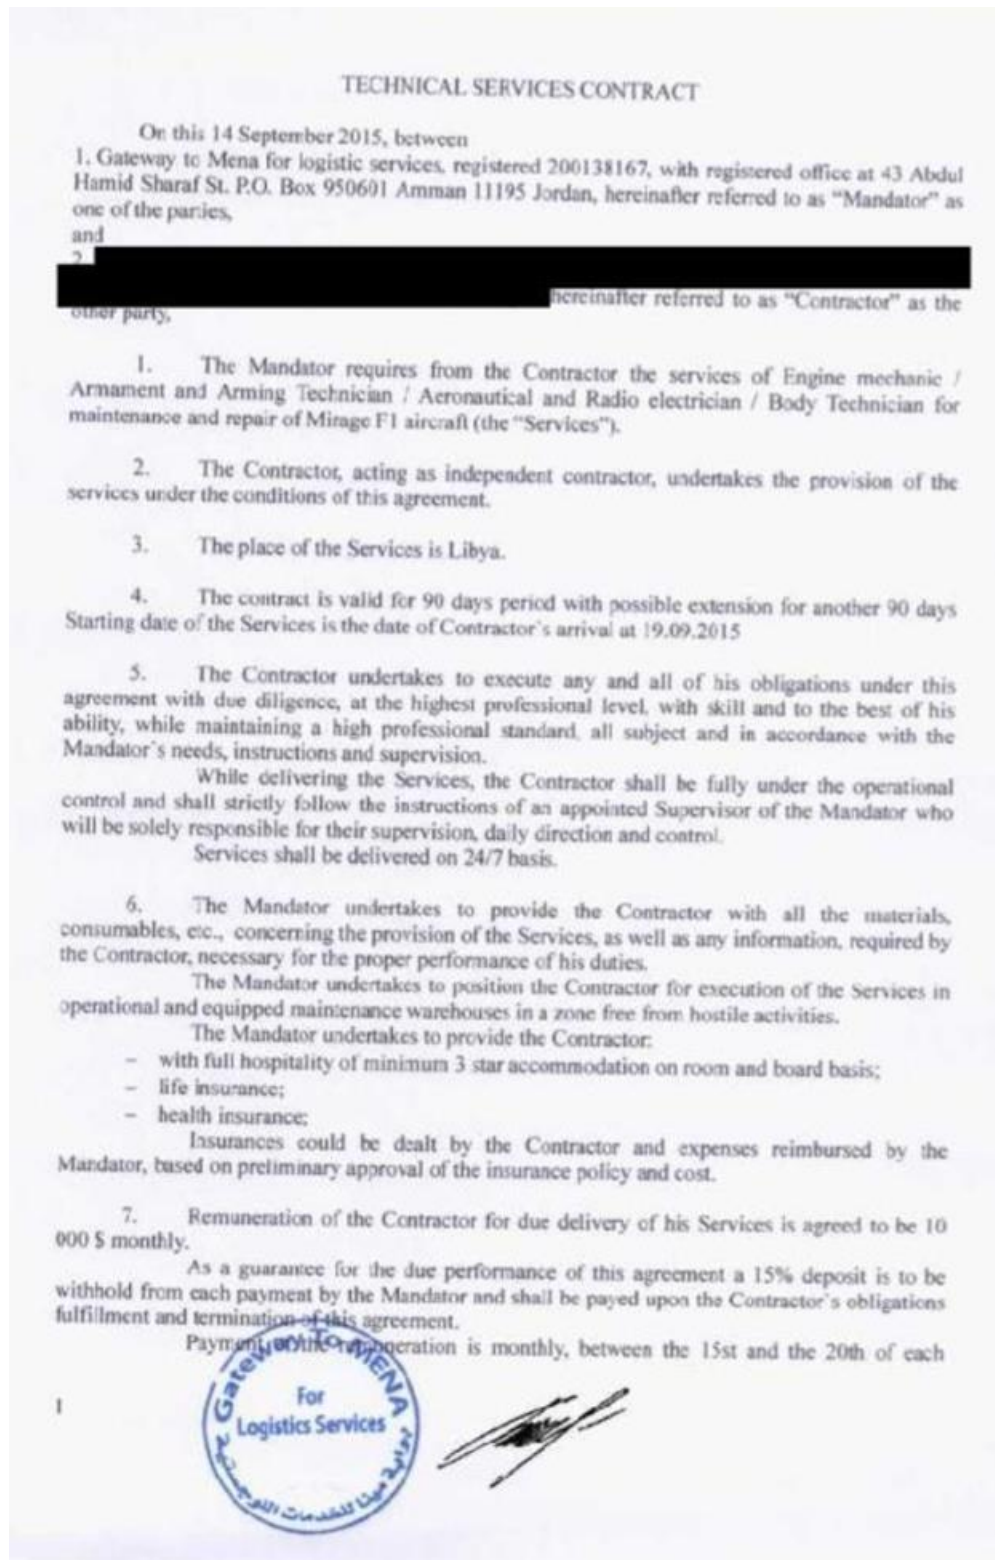 TECHNICAL SERVICES CONTRACT
On this 14 September 2015, between
1. Gateway to Mena for logistic services, registered 200138167, with registered office at 43 Abdul
Hamid Sharaf St. P.O. Box 950601 Amman 11195 Jordan, hereinafter referred to as "Mandator" as
one of the parties,
and
2.
hereinafter referred to as "Contractor" as the
other party,
1. The Mandator requires from the Contractor the services of Engine mechanic /
Armament and Arming Technician / Aeronautical and Radio electrician / Body Technician for
maintenance and repair of Mirage F1 aircraft (the "Services").
2. The Contractor, acting as independent contractor, undertakes the provision of the
services under the conditions of this agreement.
3. The place of the Services is Libya.
4. The contract is valid for 90 days period with possible extension for another 90 days
Starting date of the Services is the date of Contractor's arrival at 19.09.2015
5. The Contractor undertakes to execute any and all of his obligations under this
agreement with due diligence, at the highest professional level, with skill and to the best of his
ability, while maintaining a high professional standard, all subject and in accordance with the
Mandator's needs, instructions and supervision.
While delivering the Services, the Contractor shall be fully under the operational
control and shall strictly follow the instructions of an appointed Supervisor of the Mandator who
will be solely responsible for their supervision, daily direction and control.
Services shall be delivered on 24/7 basis.
6. The Mandator undertakes to provide the Contractor with all the materials,
consumables, etc., concerning the provision of the Services, as well as any information, required by
the Contractor, necessary for the proper performance of his duties.
The Mandator undertakes to position the Contractor for execution of the Services in
operational and equipped maintenance warehouses in a zone free from hostile activities.
The Mandator undertakes to provide the Contractor:
– with full hospitality of minimum 3 star accommodation on room and board basis;
– life insurance;
– health insurance;
Insurances could be dealt by the Contractor and expenses reimbursed by the
Mandator, based on preliminary approval of the insurance policy and cost.
7. Remuneration of the Contractor for due delivery of his Services is agreed to be 10
000 $ monthly.
As a guarantee for the due performance of this agreement a 15% deposit is to be
withhold from each payment by the Mandator and shall be payed upon the Contractor's obligations
fulfillment and termination of this agreement.
Payment of the remuneration is monthly, between the 15st and the 20th of each
1
Gateway To MENA
For
Logistics Services
بوابة مينا للخدمات اللوجستية